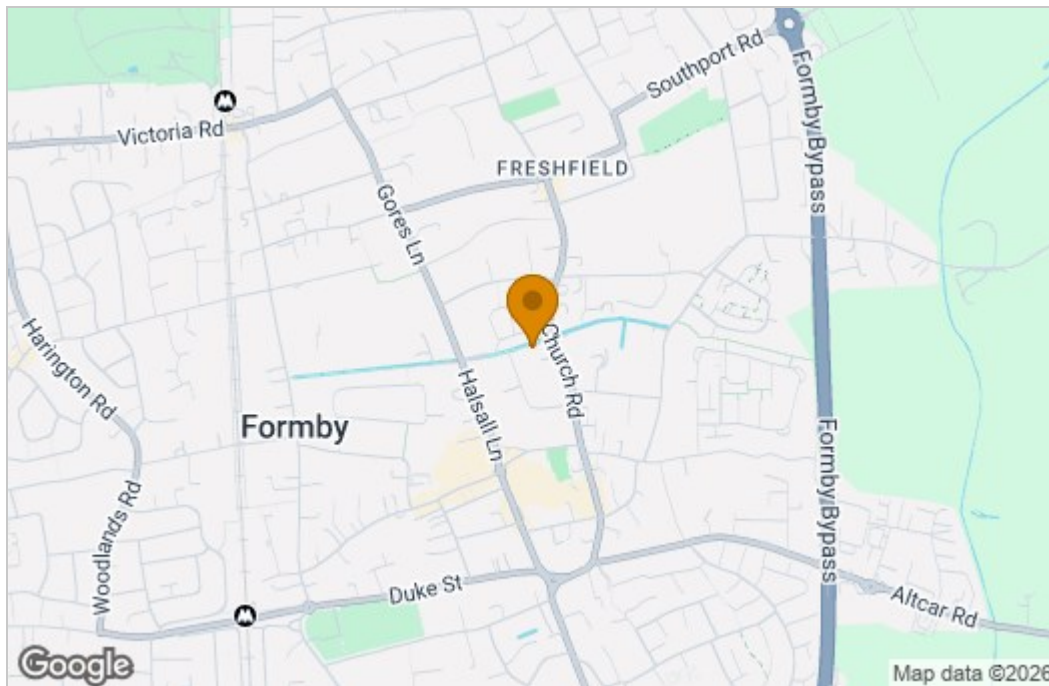 Southport Rd
Victoria Rd
FRESHFIELD
Formby Bypass
Gores Ln
Harington Rd
Church Rd
Halsall Ln
Formby
Formby Bypass
Woodlands Rd
Duke St
Altcar Rd
Google
Map data ©2026